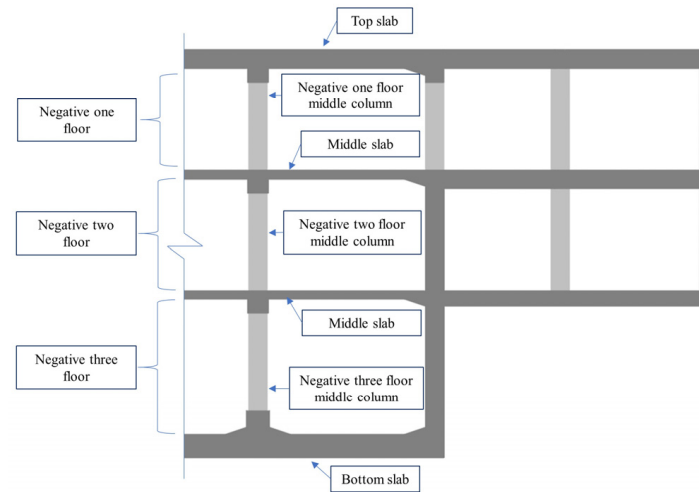 Top slab
Negative one floor
middle column
Negative one
floor
Middle slab
Negative two
floor
Negative two floor
middle column
Middle slab
Negative three
floor
Negative three floor
middle column
Bottom slab